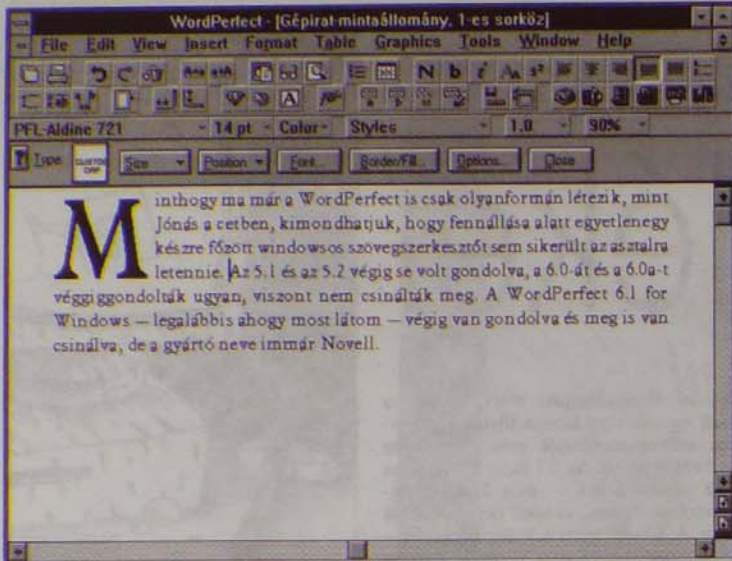 WordPerfect - [Gépirat-mintaállomány, 1-es sorköz]
File Edit View Insert Format Table Graphics Tools Window Help
PFL-Aldine 721 14 pt Color Styles 1.0 90%
Type CUSTOM CAP Size Position Font... Border/Fill... Options... Close
Minthogy ma már a WordPerfect is csak olyanformán létezik, mint
Jónás a cetben, kimondhatjuk, hogy fennállása alatt egyetlenegy
készre főzött windowsos szövegszerkesztőt sem sikerült az asztalra
letennie. Az 5.1 és az 5.2 végig se volt gondolva, a 6.0-át és a 6.0a-t
véggiggondolták ugyan, viszont nem csinálták meg. A WordPerfect 6.1 for
Windows — legalábbis ahogy most látom — végig van gondolva és meg is van
csinálva, de a gyártó neve immár Novell.